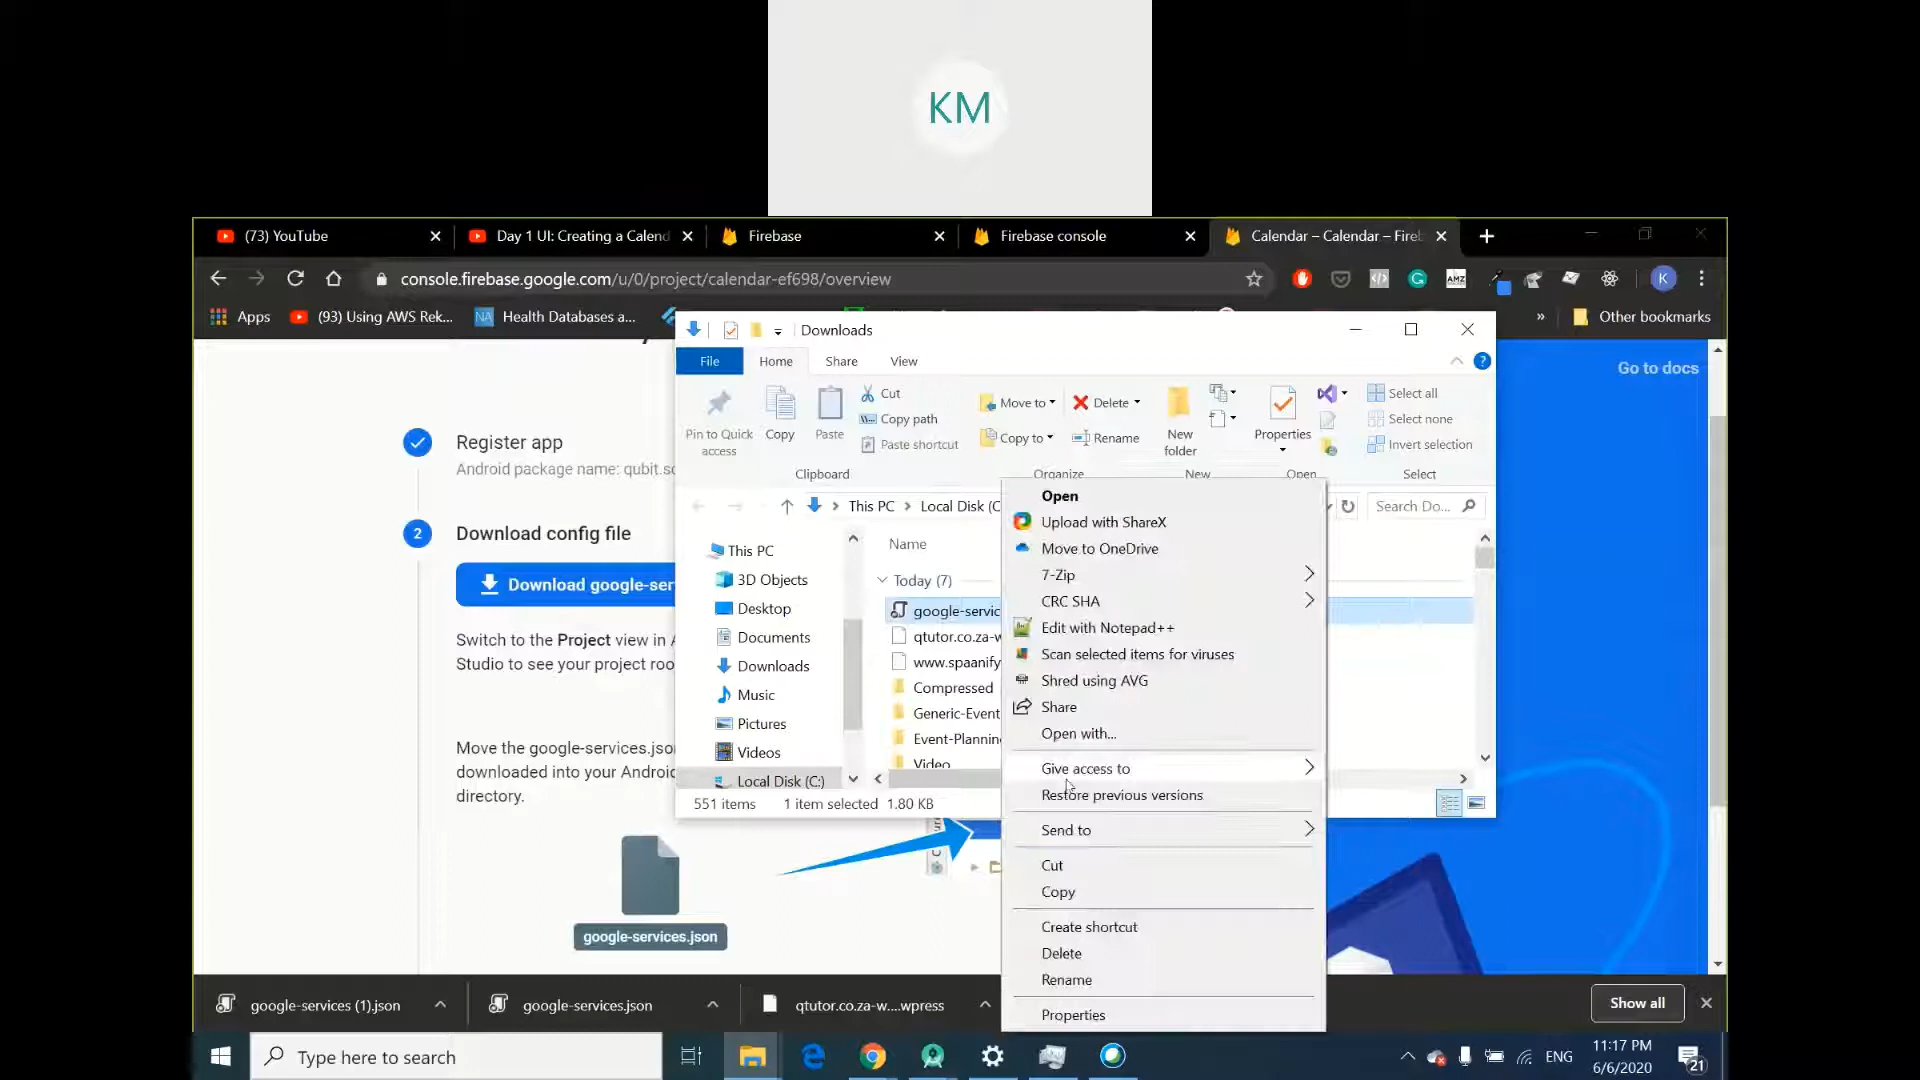 KM
(73) YouTube
Day 1 UI: Creating a Calend
Firebase
Firebase console
Calendar – Calendar – Fireb
console.firebase.google.com/u/0/project/calendar-ef698/overview
K
Apps
(93) Using AWS Rek...
NA
Health Databases a...
» Other bookmarks
Downloads
File
Home
Share
View
Go to docs
Pin to Quick access
Copy
Paste
Cut
Copy path
Paste shortcut
Clipboard
Move to
Copy to
Delete
Rename
Organize
New folder
New
Properties
Open
Select all
Select none
Invert selection
Select
Register app
Android package name: qubit.so
2
Download config file
Download google-ser
Switch to the Project view in A
Studio to see your project roo
Move the google-services.jso
downloaded into your Android
directory.
google-services.json
This PC
Local Disk (C
Search Do...
This PC
3D Objects
Desktop
Documents
Downloads
Music
Pictures
Videos
Local Disk (C:)
Name
Today (7)
google-servic
qtutor.co.za-w
www.spaanify
Compressed
Generic-Event
Event-Planning
Video
551 items
1 item selected 1.80 KB
Open
Upload with ShareX
Move to OneDrive
7-Zip
CRC SHA
Edit with Notepad++
Scan selected items for viruses
Shred using AVG
Share
Open with...
Give access to
Restore previous versions
Send to
Cut
Copy
Create shortcut
Delete
Rename
Properties
google-services (1).json
google-services.json
qtutor.co.za-w....wpress
Show all
Type here to search
ENG
11:17 PM
6/6/2020
21